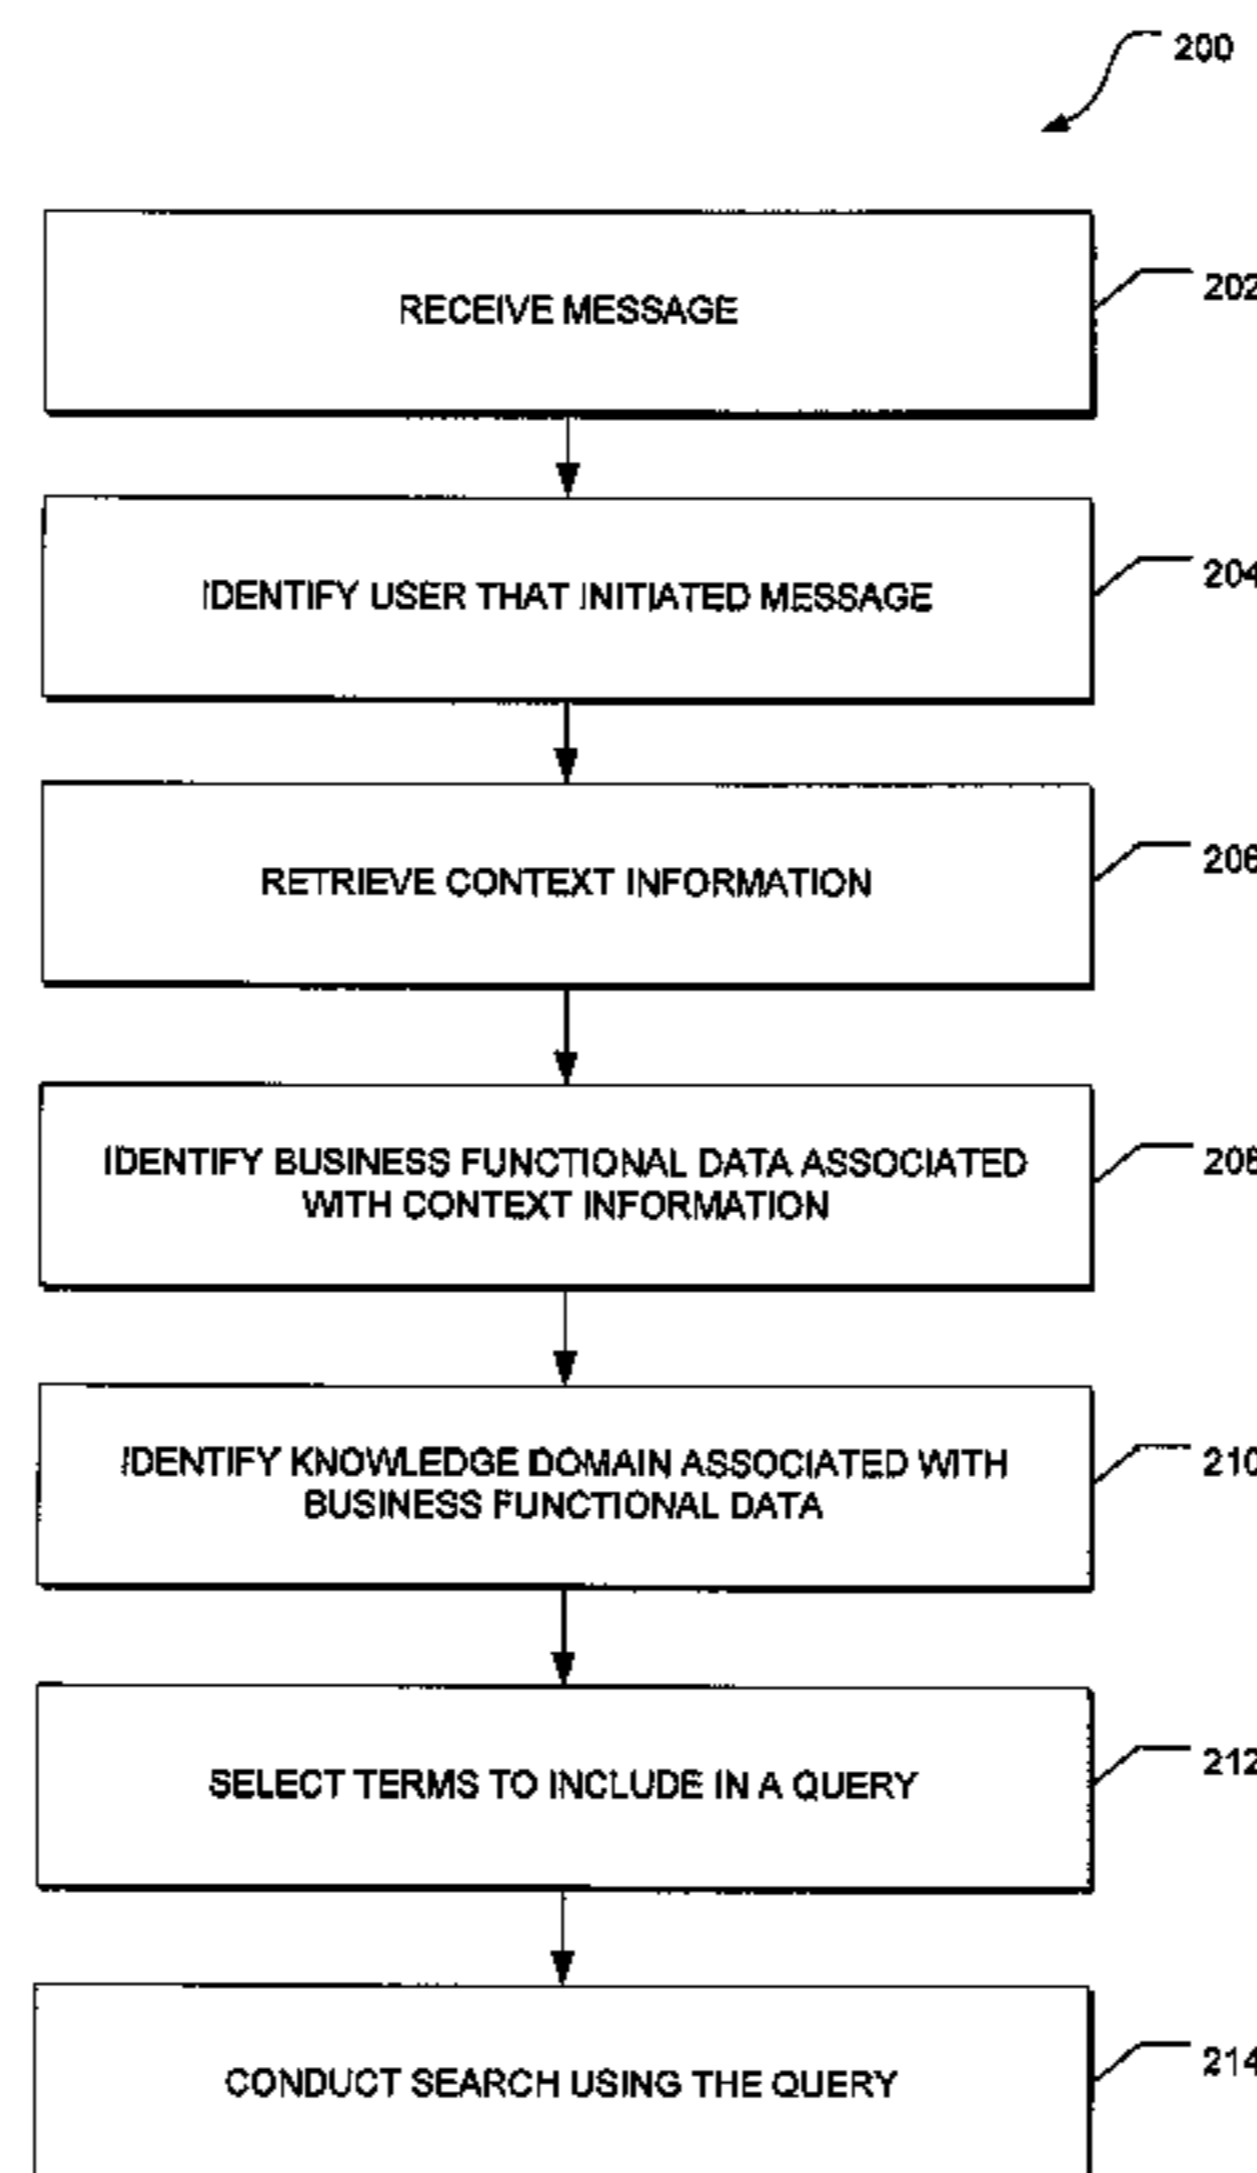 200
RECEIVE MESSAGE
202
IDENTIFY USER THAT INITIATED MESSAGE
204
RETRIEVE CONTEXT INFORMATION
206
IDENTIFY BUSINESS FUNCTIONAL DATA ASSOCIATED
WITH CONTEXT INFORMATION
208
IDENTIFY KNOWLEDGE DOMAIN ASSOCIATED WITH
BUSINESS FUNCTIONAL DATA
210
SELECT TERMS TO INCLUDE IN A QUERY
212
CONDUCT SEARCH USING THE QUERY
214